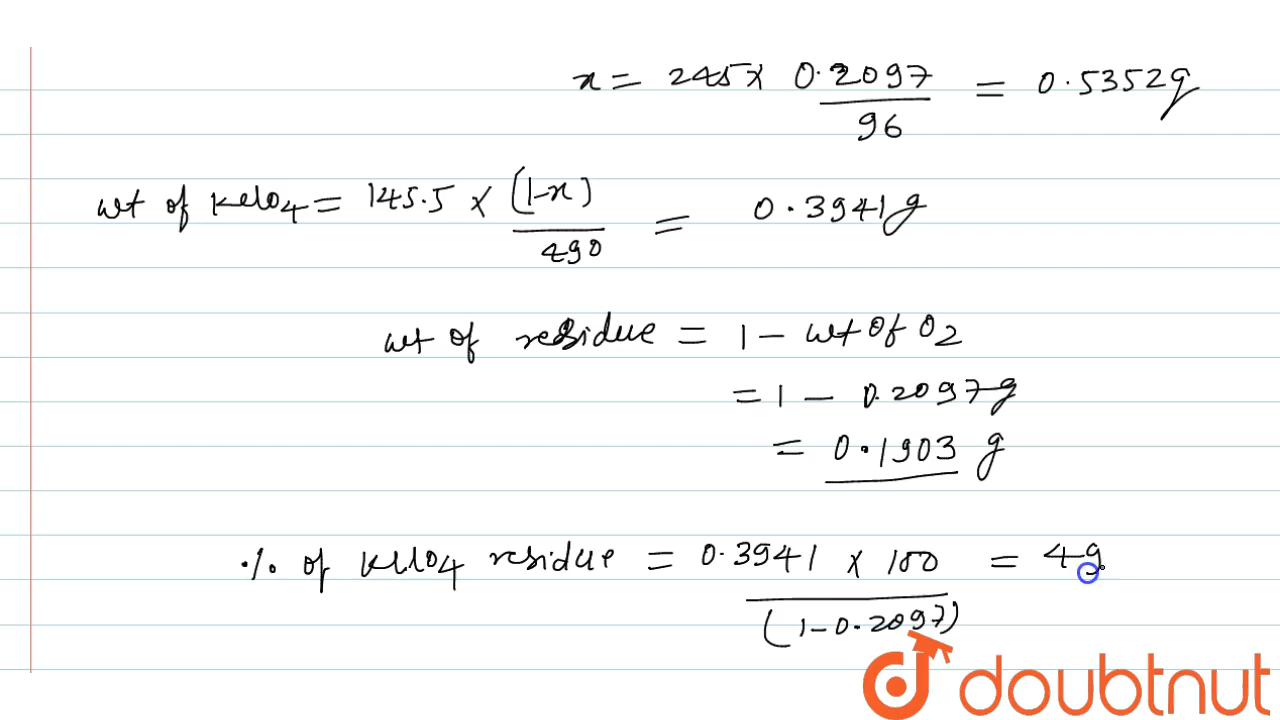 x = 245 x 0.2097 / 96 = 0.5352g
wt of KClO4 = 145.5 x (1-x) / 490 = 0.3941g
wt of residue = 1 - wt of O2
= 1 - 0.2097g
= 0.1903 g
% of KClO4 residue = 0.3941 x 100 / (1-0.2097) = 49.
doubtnut